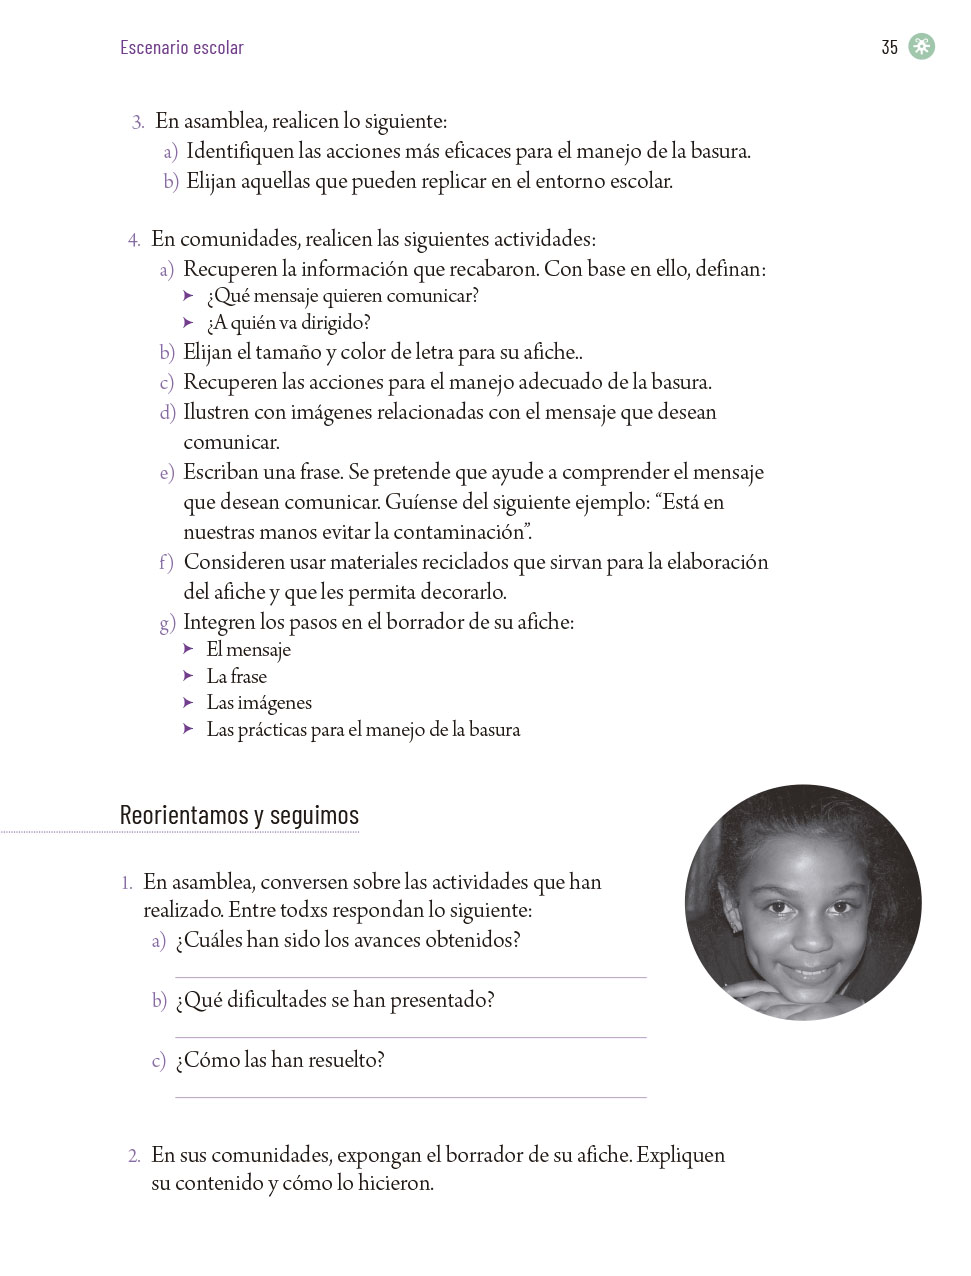 Escenario escolar
35
3. En asamblea, realicen lo siguiente:
a) Identifiquen las acciones más eficaces para el manejo de la basura.
b) Elijan aquellas que pueden replicar en el entorno escolar.
4. En comunidades, realicen las siguientes actividades:
a) Recuperen la información que recabaron. Con base en ello, definan:
➤ ¿Qué mensaje quieren comunicar?
➤ ¿A quién va dirigido?
b) Elijan el tamaño y color de letra para su afiche..
c) Recuperen las acciones para el manejo adecuado de la basura.
d) Ilustren con imágenes relacionadas con el mensaje que desean
comunicar.
e) Escriban una frase. Se pretende que ayude a comprender el mensaje
que desean comunicar. Guíense del siguiente ejemplo: “Está en
nuestras manos evitar la contaminación”.
f) Consideren usar materiales reciclados que sirvan para la elaboración
del afiche y que les permita decorarlo.
g) Integren los pasos en el borrador de su afiche:
➤ El mensaje
➤ La frase
➤ Las imágenes
➤ Las prácticas para el manejo de la basura
Reorientamos y seguimos
1. En asamblea, conversen sobre las actividades que han
realizado. Entre todxs respondan lo siguiente:
a) ¿Cuáles han sido los avances obtenidos?
b) ¿Qué dificultades se han presentado?
c) ¿Cómo las han resuelto?
2. En sus comunidades, expongan el borrador de su afiche. Expliquen
su contenido y cómo lo hicieron.